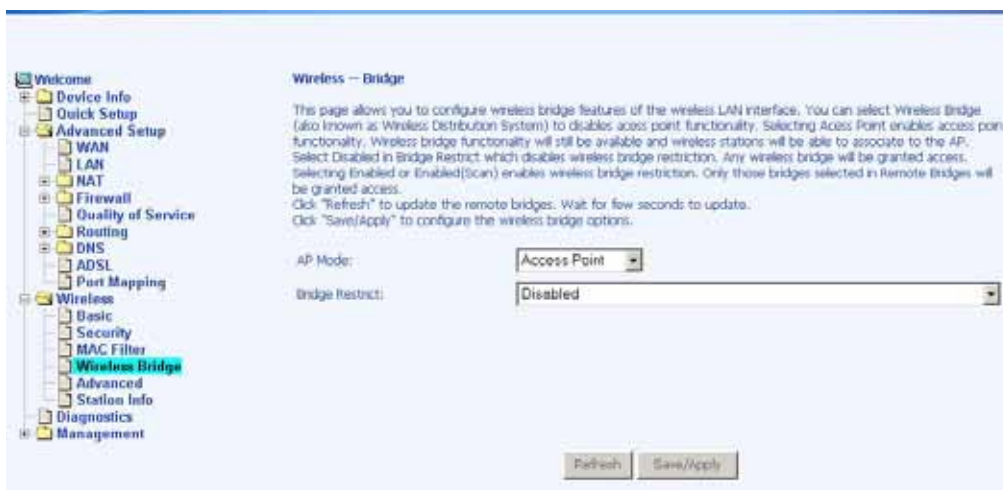 Welcome
Device Info
Quick Setup
Advanced Setup
WAN
LAN
NAT
Firewall
Quality of Service
Routing
DNS
ADSL
Port Mapping
Wireless
Basic
Security
MAC Filter
Wireless Bridge
Advanced
Station Info
Diagnostics
Management
Wireless -- Bridge
This page allows you to configure wireless bridge features of the wireless LAN interface. You can select Wireless Bridge
(also known as Wireless Distribution System) to disables acess point functionality. Selecting Acess Point enables access poin
functionality. Wireless bridge functionality will still be available and wireless stations will be able to associate to the AP.
Select Disabled in Bridge Restrict which disables wireless bridge restriction. Any wireless bridge will be granted access.
Selecting Enabled or Enabled(Scan) enables wireless bridge restriction. Only those bridges selected in Remote Bridges will
be granted access.
Click "Refresh" to update the remote bridges. Wait for few seconds to update.
Click "Save/Apply" to configure the wireless bridge options.
AP Mode: Access Point
Bridge Restrict: Disabled
Refresh Save/Apply